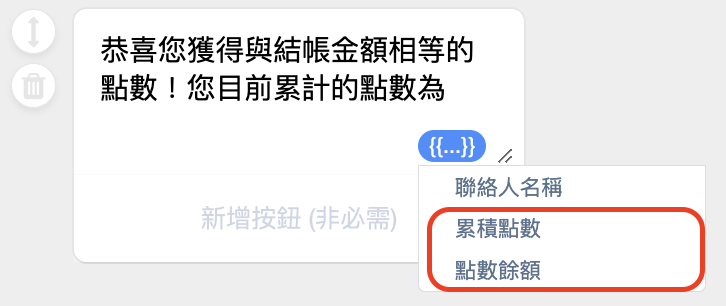 恭喜您獲得與結帳金額相等的
點數！您目前累計的點數為
{{...}}
聯絡人名稱
新增按鈕 (非必需)
累積點數
點數餘額